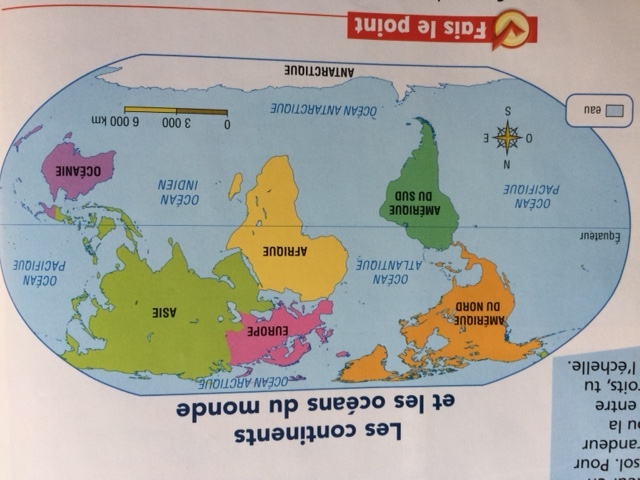 Les continents
et les océans du monde
sol. Pour
randeur
ou la
entre
roits, tu
l'échelle.
OCÉAN ARCTIQUE
AMÉRIQUE
DU NORD
EUROPE
ASIE
OCÉAN
ATLANTIQUE
OCÉAN
PACIFIQUE
AFRIQUE
Équateur
OCÉAN
PACIFIQUE
AMÉRIQUE
DU SUD
OCÉAN
INDIEN
OCÉANIE
N
O E
S
eau
0 3 000 6 000 km
OCÉAN ANTARCTIQUE
ANTARCTIQUE
Fais le point